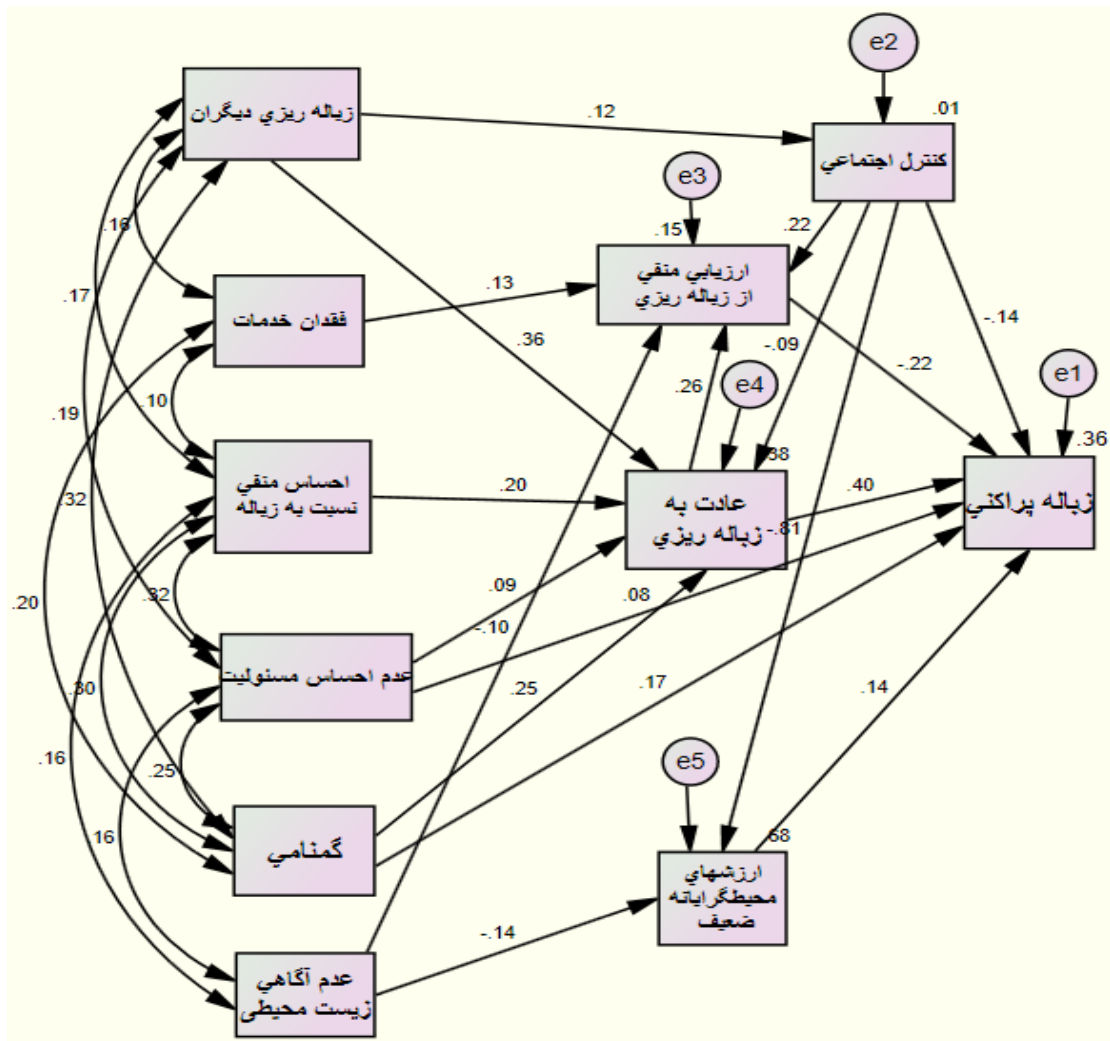 e2
زباله ريزي ديگران
.12
.01
كنترل اجتماعي
e3
.16
.15
.22
ارزيابي منفي
از زباله ريزي
.17
فقدان خدمات
.13
.36
-.09
-.14
.26
e4
-.22
e1
.19
.10
احساس منفي
نسبت به زباله
.20
.38
.36
عادت به
زباله ريزي
.40
زباله پراكني
.32
-.81
.20
.32
.09
.08
-.10
عدم احساس مسئوليت
.30
.25
.17
.14
.16
.25
e5
گمنامي
.16
.68
ارزشهاي
محيطگرايانه
ضعيف
-.14
عدم آگاهي
زيست محيطي